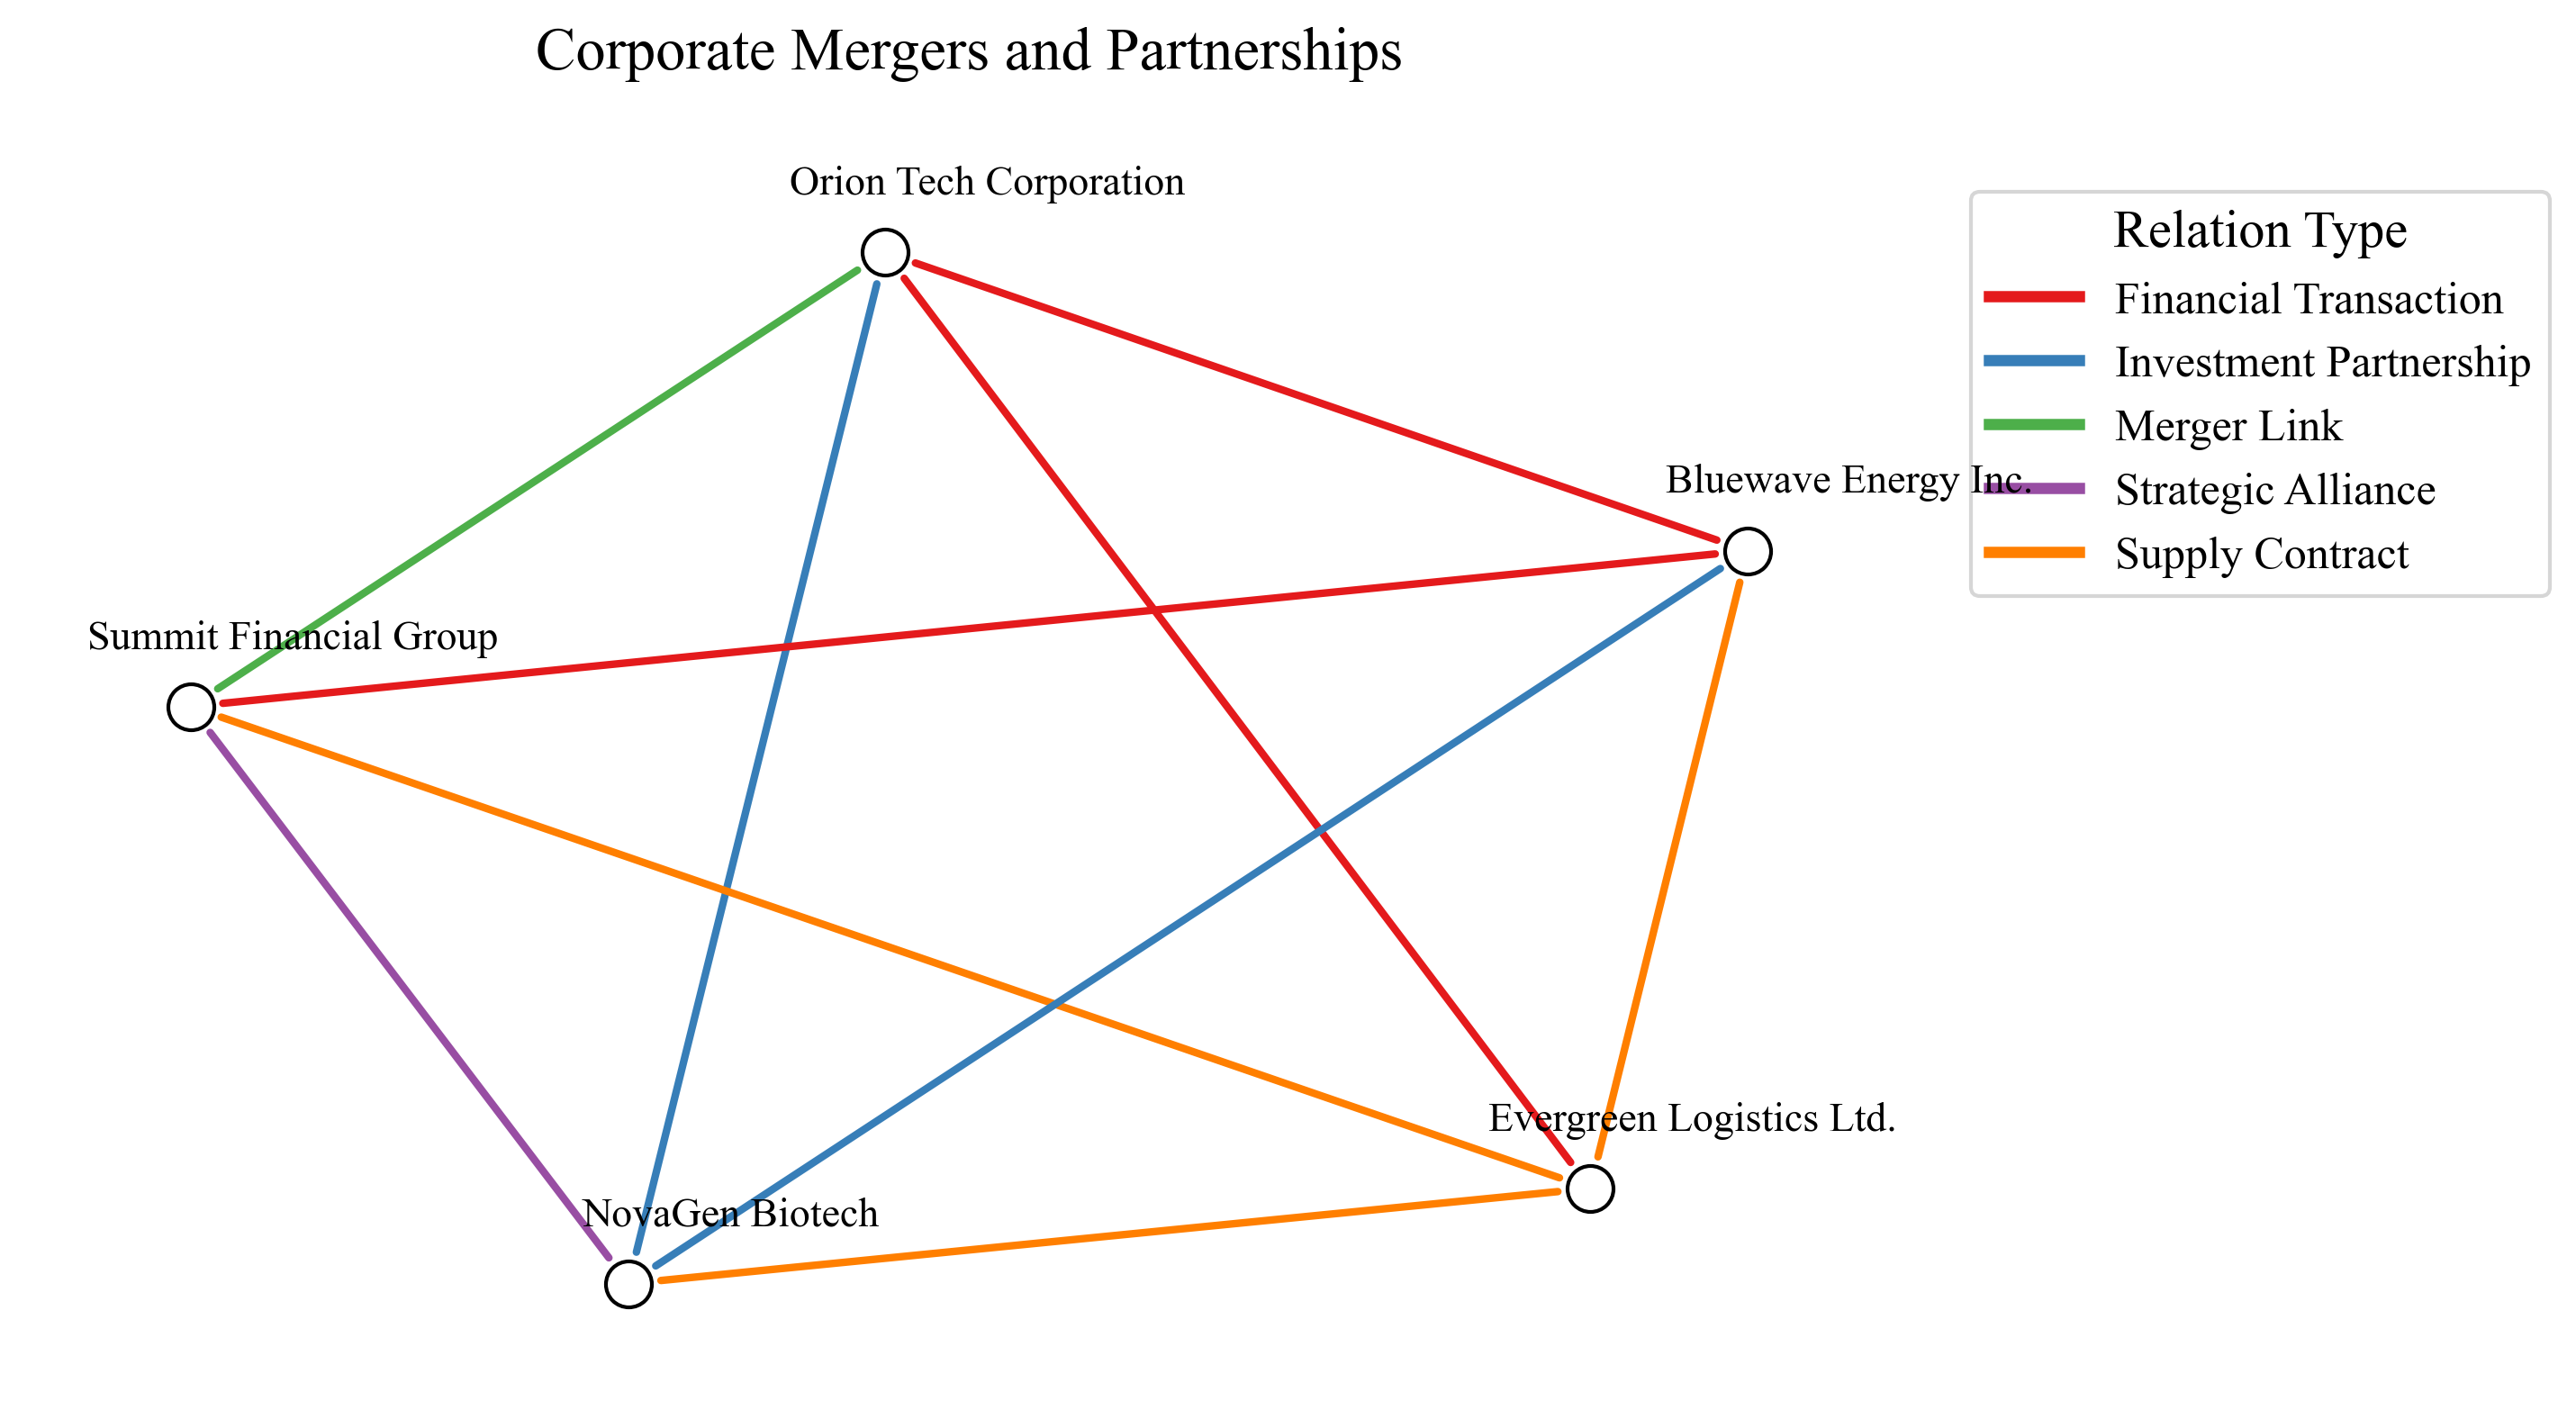 Corporate Mergers and Partnerships
Orion Tech Corporation
Relation Type
Financial Transaction
Investment Partnership
Merger Link
Strategic Alliance
Supply Contract
Bluewave Energy Inc.
Summit Financial Group
Evergreen Logistics Ltd.
NovaGen Biotech